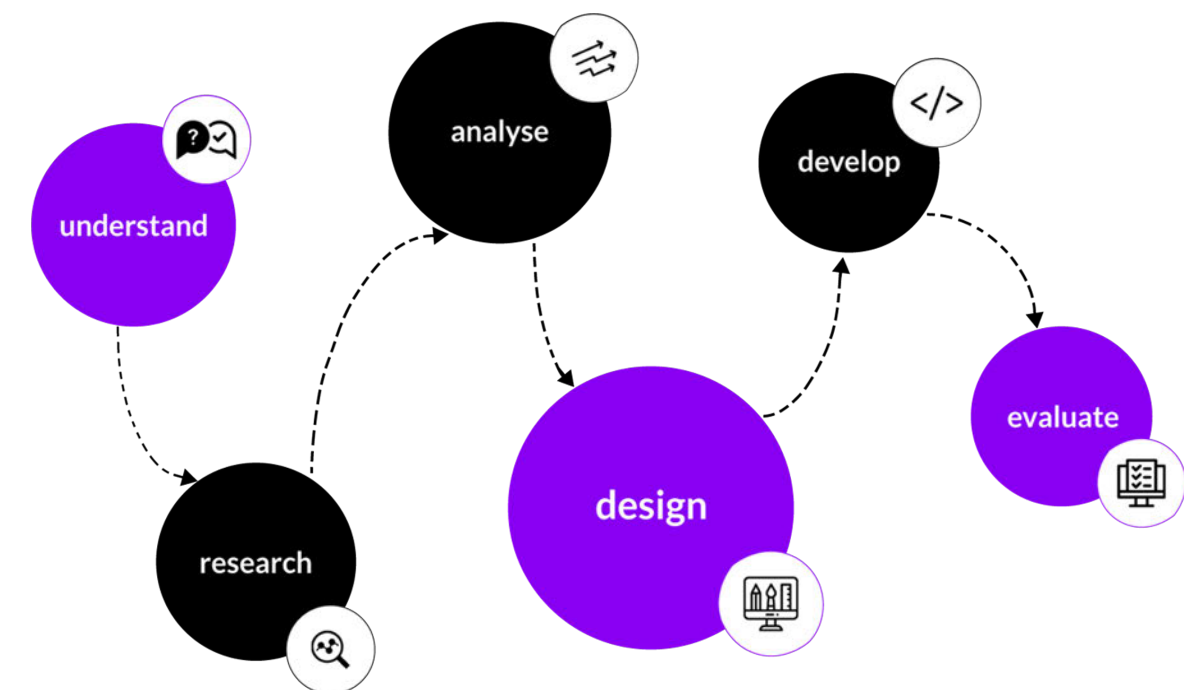 understand
research
analyse
design
develop
evaluate
?
</>